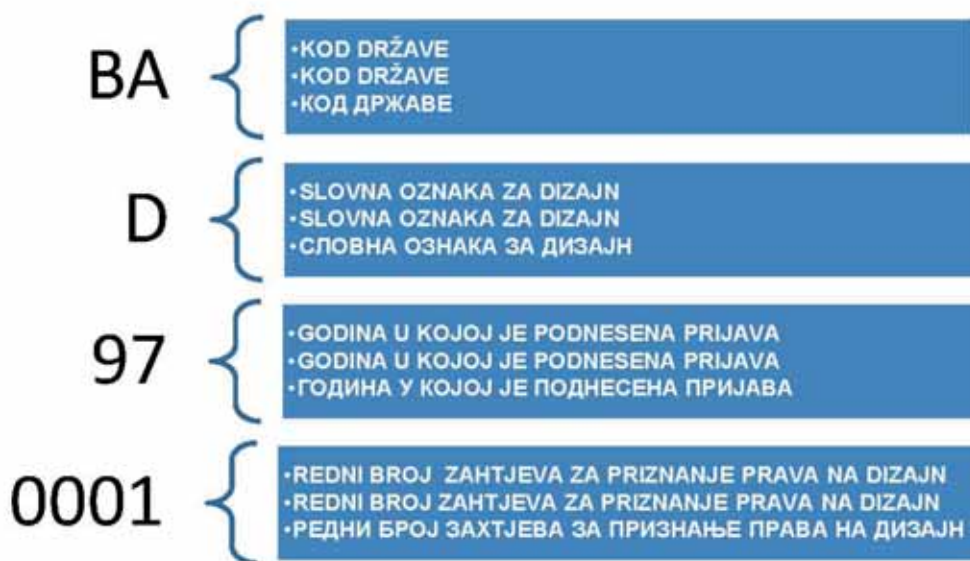 BA
•KOD DRŽAVE
•KOD DRŽAVE
•КОД ДРЖАВЕ
D
•SLOVNA OZNAKA ZA DIZAJN
•SLOVNA OZNAKA ZA DIZAJN
•СЛОВНА ОЗНАКА ЗА ДИЗАЈН
97
•GODINA U KOJOJ JE PODNESENA PRIJAVA
•GODINA U KOJOJ JE PODNESENA PRIJAVA
•ГОДИНА У КОЈОЈ ЈЕ ПОДНЕСЕНА ПРИЈАВА
0001
•REDNI BROJ ZAHTJEVA ZA PRIZNANJE PRAVA NA DIZAJN
•REDNI BROJ ZAHTJEVA ZA PRIZNANJE PRAVA NA DIZAJN
•РЕДНИ БРОЈ ЗАХТЈЕВА ЗА ПРИЗНАЊЕ ПРАВА НА ДИЗАЈН